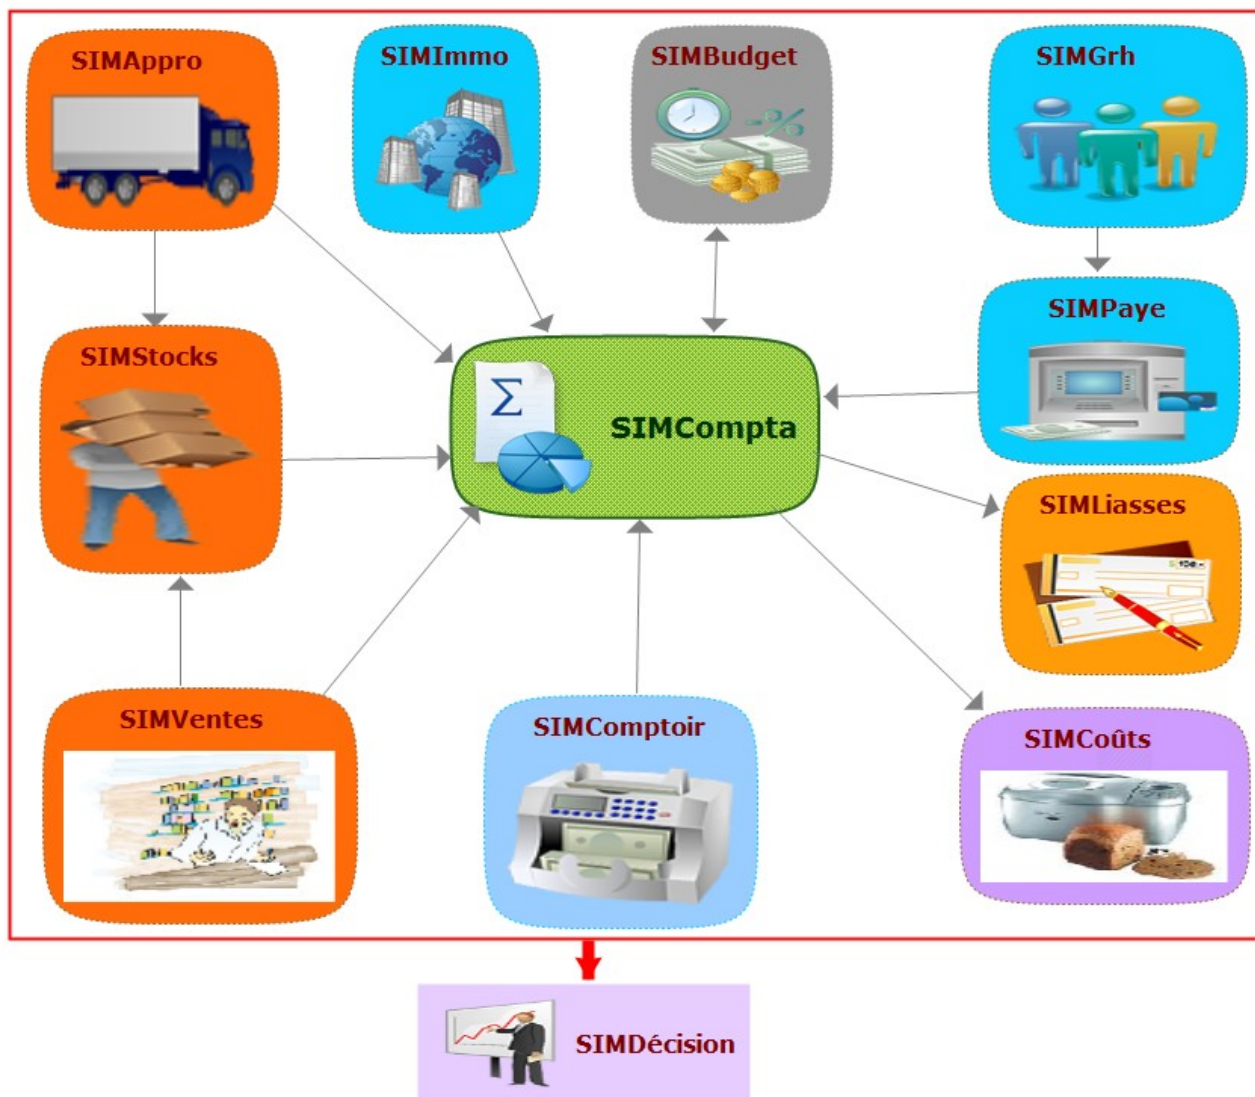 SIMAppro
SIMImmo
SIMBudget
SIMGrh
SIMStocks
SIMPaye
Σ
SIMCompta
SIMLiasses
SIMVentes
SIMComptoir
SIMCoûts
SIMDécision